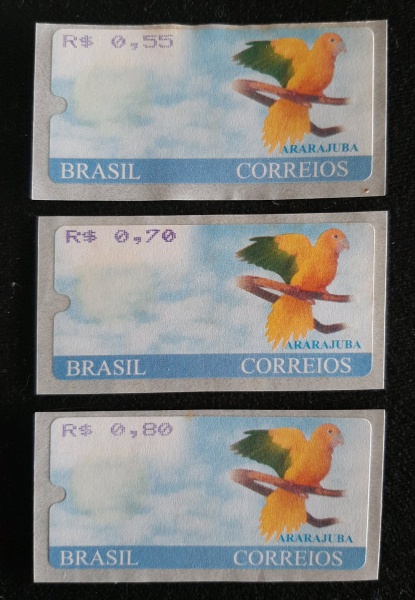 R$ 0,55
ARARAJUBA
BRASIL CORREIOS
R$ 0,70
ARARAJUBA
BRASIL CORREIOS
R$ 0,80
ARARAJUBA
BRASIL CORREIOS